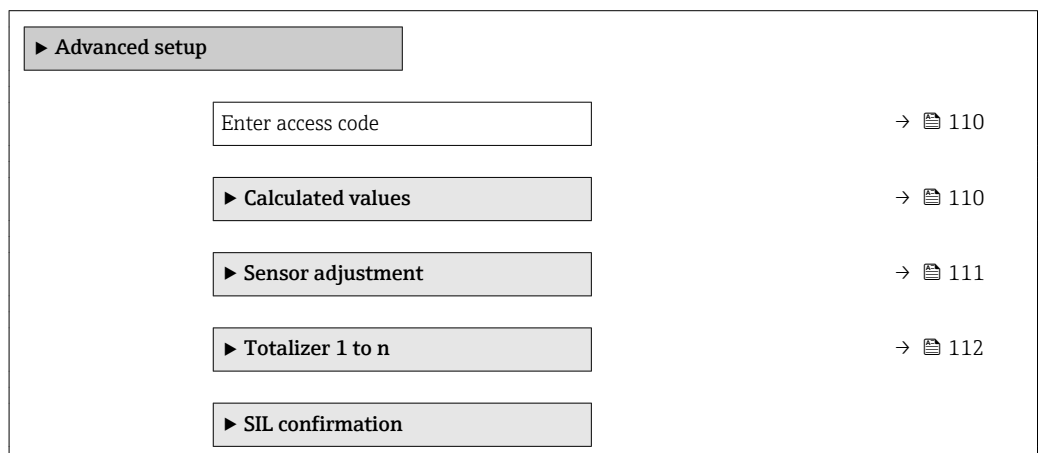 ▶ Advanced setup
Enter access code → 110
▶ Calculated values → 110
▶ Sensor adjustment → 111
▶ Totalizer 1 to n → 112
▶ SIL confirmation